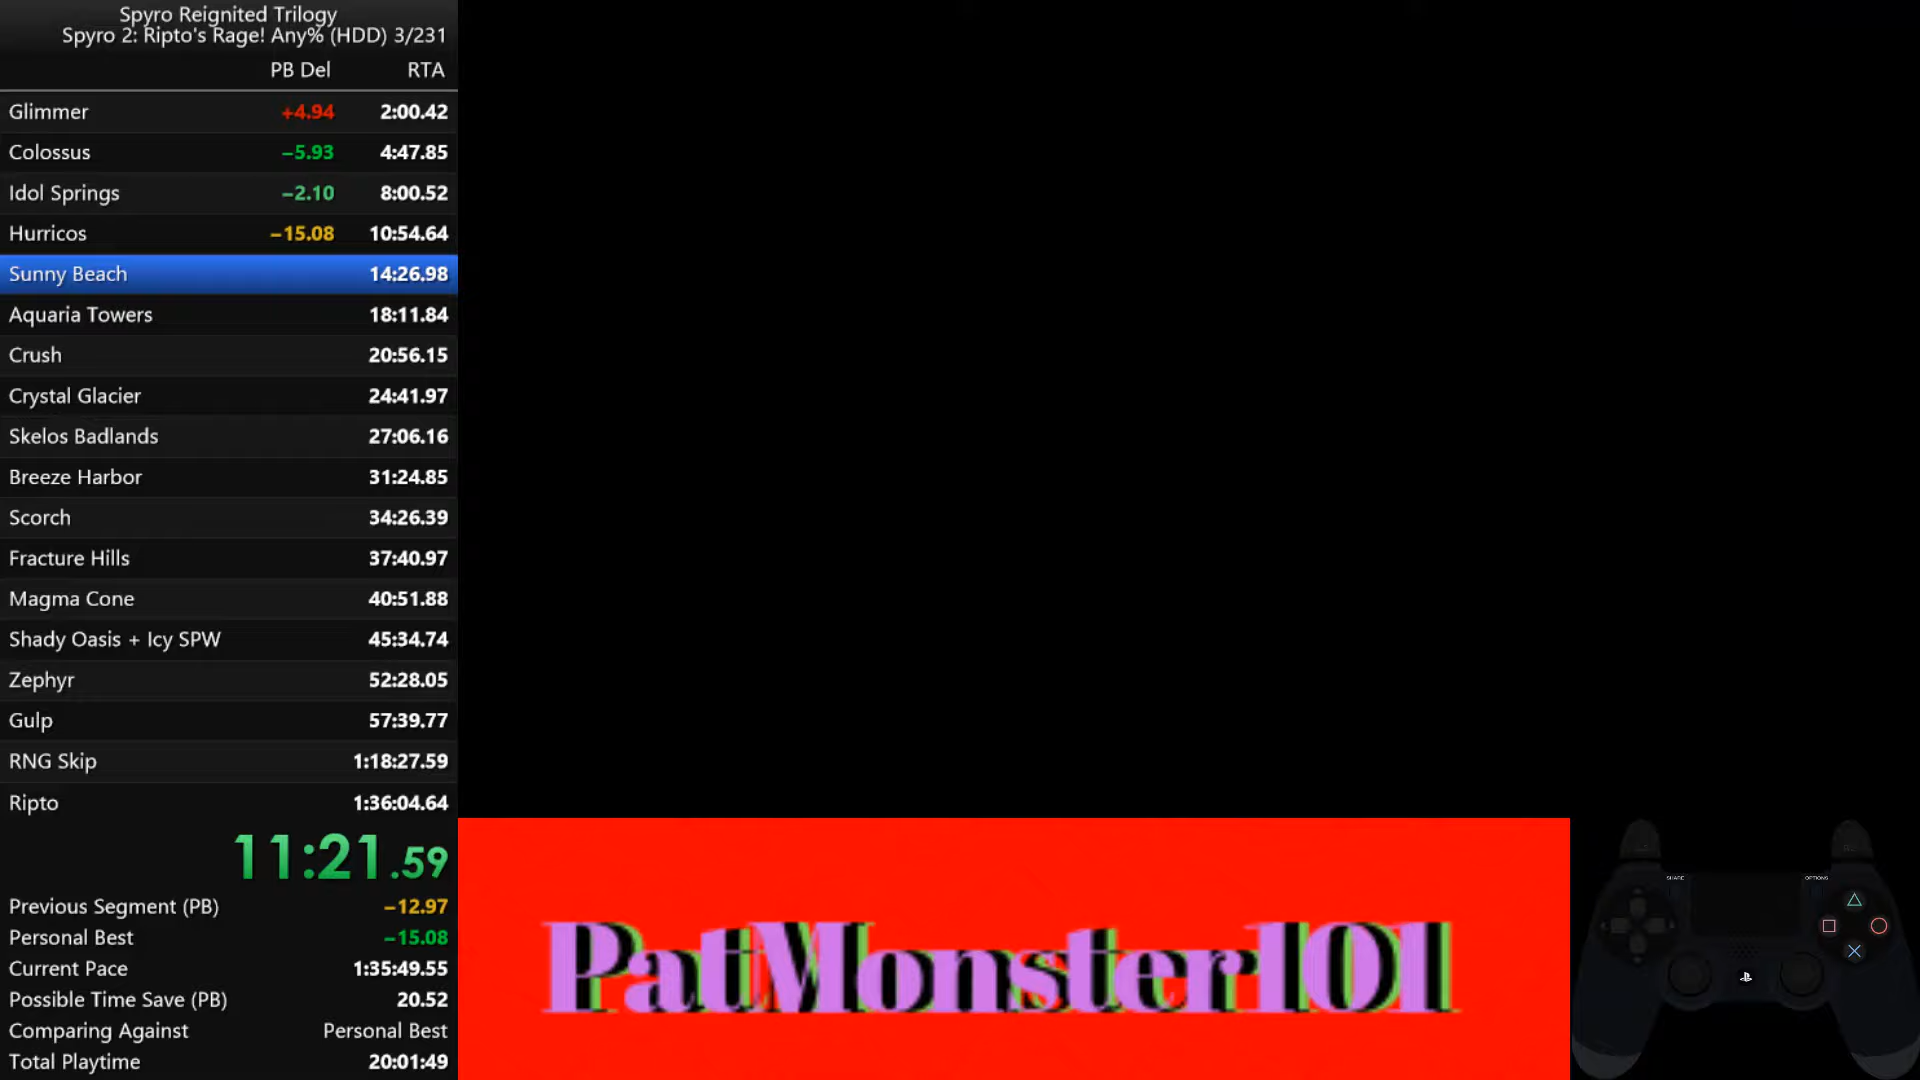 Spyro Reignited Trilogy
Spyro 2: Ripto's Rage! Any% (HDD) 3/231
PB Del RTA
Glimmer +4.94 2:00.42
Colossus −5.93 4:47.85
Idol Springs −2.10 8:00.52
Hurricos −15.08 10:54.64
Sunny Beach 14:26.98
Aquaria Towers 18:11.84
Crush 20:56.15
Crystal Glacier 24:41.97
Skelos Badlands 27:06.16
Breeze Harbor 31:24.85
Scorch 34:26.39
Fracture Hills 37:40.97
Magma Cone 40:51.88
Shady Oasis + Icy SPW 45:34.74
Zephyr 52:28.05
Gulp 57:39.77
RNG Skip 1:18:27.59
Ripto 1:36:04.64
11:21.59
Previous Segment (PB) −12.97
Personal Best −15.08
Current Pace 1:35:49.55
Possible Time Save (PB) 20.52
Comparing Against Personal Best
Total Playtime 20:01:49
PatMonster101
SHARE OPTIONS